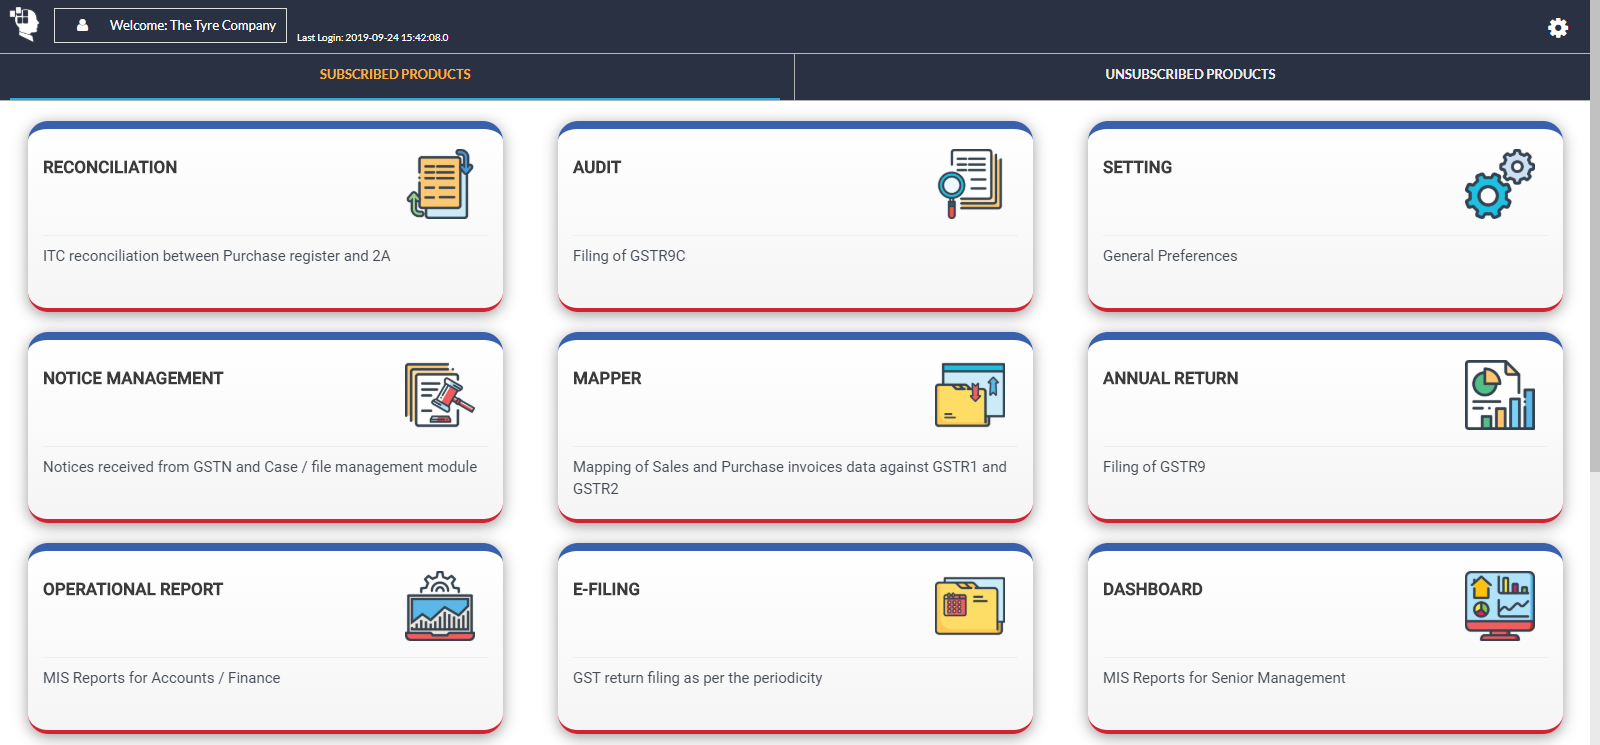 Welcome: The Tyre Company
Last Login: 2019-09-24 15:42:08.0
SUBSCRIBED PRODUCTS
UNSUBSCRIBED PRODUCTS
RECONCILIATION
ITC reconciliation between Purchase register and 2A
AUDIT
Filing of GSTR9C
SETTING
General Preferences
NOTICE MANAGEMENT
Notices received from GSTN and Case / file management module
MAPPER
Mapping of Sales and Purchase invoices data against GSTR1 and
GSTR2
ANNUAL RETURN
Filing of GSTR9
OPERATIONAL REPORT
MIS Reports for Accounts / Finance
E-FILING
GST return filing as per the periodicity
DASHBOARD
MIS Reports for Senior Management